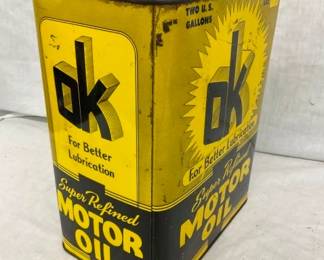 ok
For Better
Lubrication
Super Refined
MOTOR
OIL
TWO U.S.
GALLONS
ok
For Better Lubrication
Super Refined
MOTOR
OIL